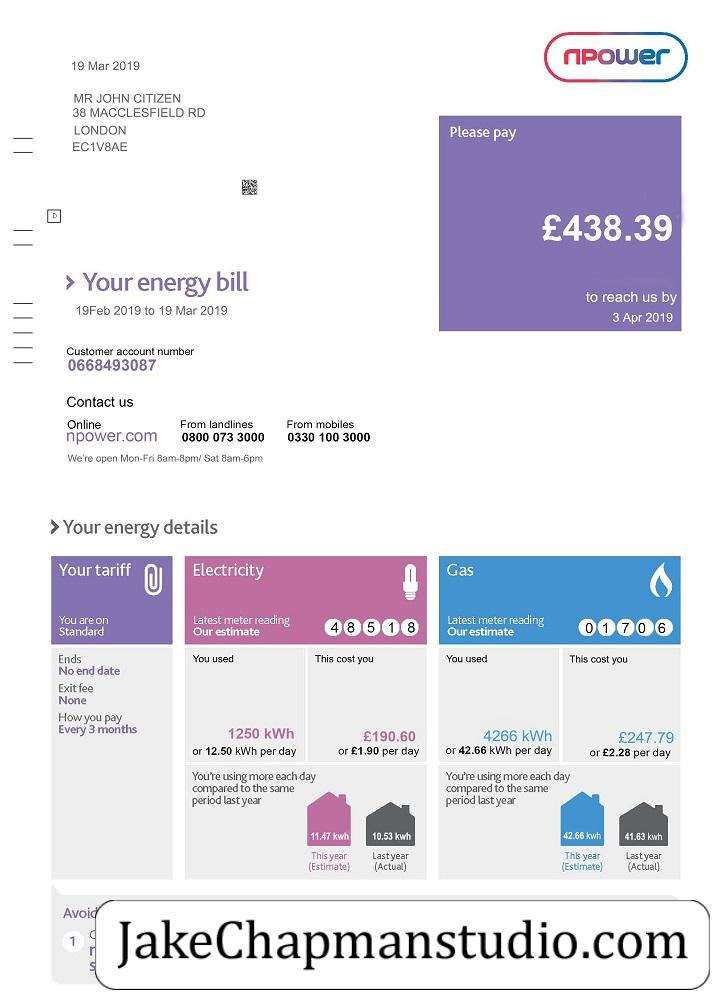 npower
19 Mar 2019
MR JOHN CITIZEN
38 MACCLESFIELD RD
LONDON
EC1V8AE
D
Please pay
£438.39
to reach us by
3 Apr 2019
Your energy bill
19Feb 2019 to 19 Mar 2019
Customer account number
0668493087
Contact us
Online
npower.com
From landlines
0800 073 3000
From mobiles
0330 100 3000
We're open Mon-Fri 8am-8pm/ Sat 8am-6pm
Your energy details
Your tariff
You are on
Standard
Ends
No end date
Exit fee
None
How you pay
Every 3 months
Electricity
Latest meter reading
Our estimate
4 8 5 1 8
You used
1250 kWh
or 12.50 kWh per day
This cost you
£190.60
or £1.90 per day
You're using more each day
compared to the same
period last year
11.47 kwh
This year
(Estimate)
10.53 kwh
Last year
(Actual)
Gas
Latest meter reading
Our estimate
0 1 7 0 6
You used
4266 kWh
or 42.66 kWh per day
This cost you
£247.79
or £2.28 per day
You're using more each day
compared to the same
period last year
42.66 kwh
This year
(Estimate)
41.63 kwh
Last year
(Actual)
1
JakeChapmanstudio.com